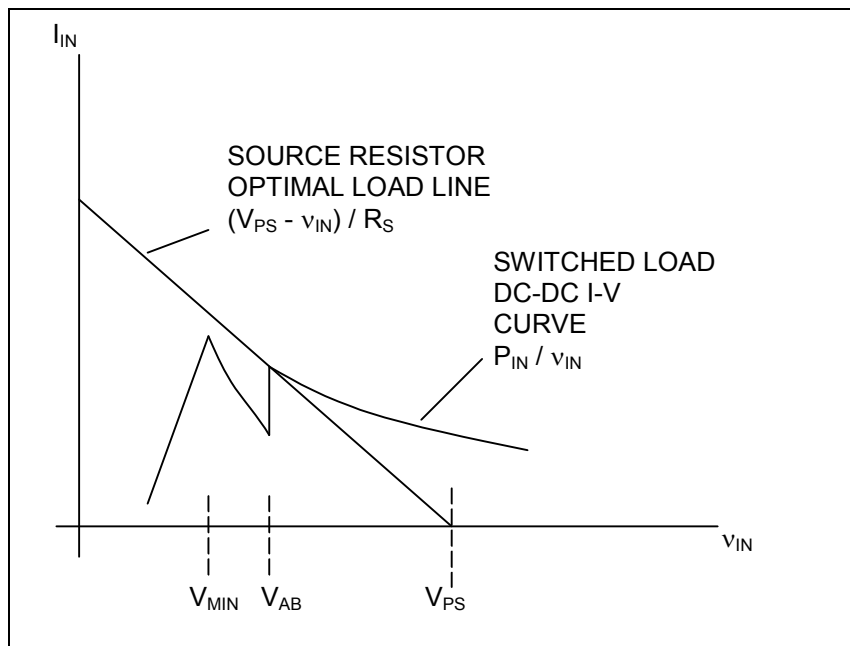 I_IN
SOURCE RESISTOR
OPTIMAL LOAD LINE
(V_PS - ν_IN) / R_S
SWITCHED LOAD
DC-DC I-V
CURVE
P_IN / ν_IN
ν_IN
V_MIN V_AB V_PS